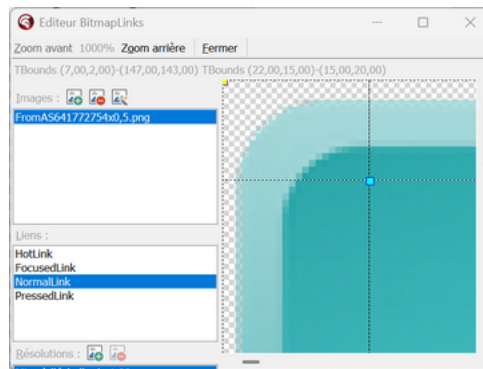 Editeur BitmapLinks
Zoom avant 1000% Zoom arrière Fermer
TBounds (7,00,2,00)-(147,00,143,00) TBounds (22,00,15,00)-(15,00,20,00)
Images :
FromAS641772754x0,5.png
Liens :
HotLink
FocusedLink
NormalLink
PressedLink
Résolutions :